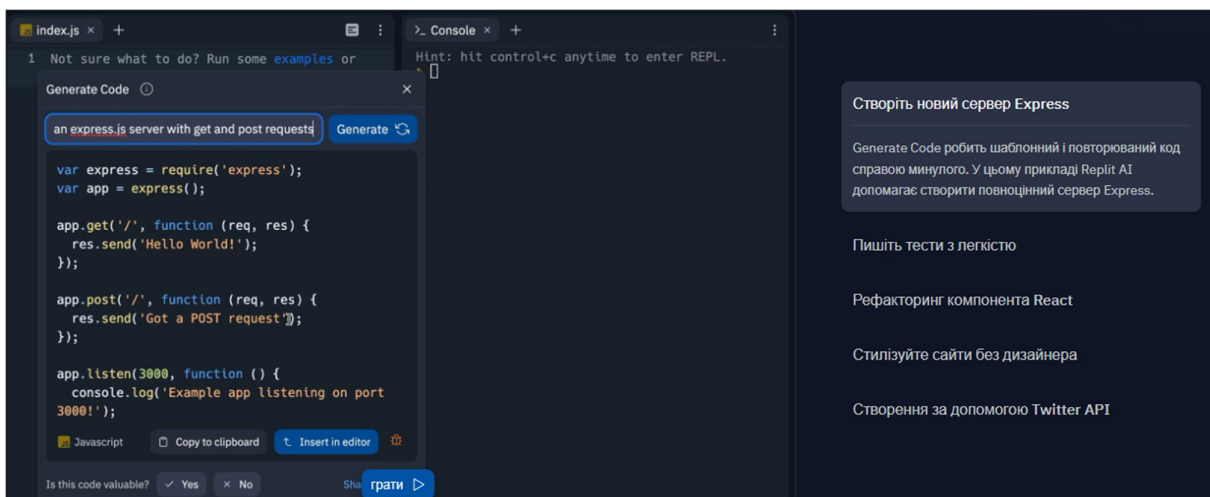 index.js × +
1 Not sure what to do? Run some examples or
Generate Code
an express.js server with get and post requests Generate
var express = require('express');
var app = express();
app.get('/', function (req, res) {
res.send('Hello World!');
});
app.post('/', function (req, res) {
res.send('Got a POST request');
});
app.listen(3000, function () {
console.log('Example app listening on port
3000!');
JS Javascript Copy to clipboard Insert in editor
Is this code valuable? Yes No Sha грати
>_ Console × +
Hint: hit control+c anytime to enter REPL.
Створіть новий сервер Express
Generate Code робить шаблонний і повторюваний код
справою минулого. У цьому прикладі Replit AI
допомагає створити повноцінний сервер Express.
Пишіть тести з легкістю
Рефакторинг компонента React
Стилізуйте сайти без дизайнера
Створення за допомогою Twitter API